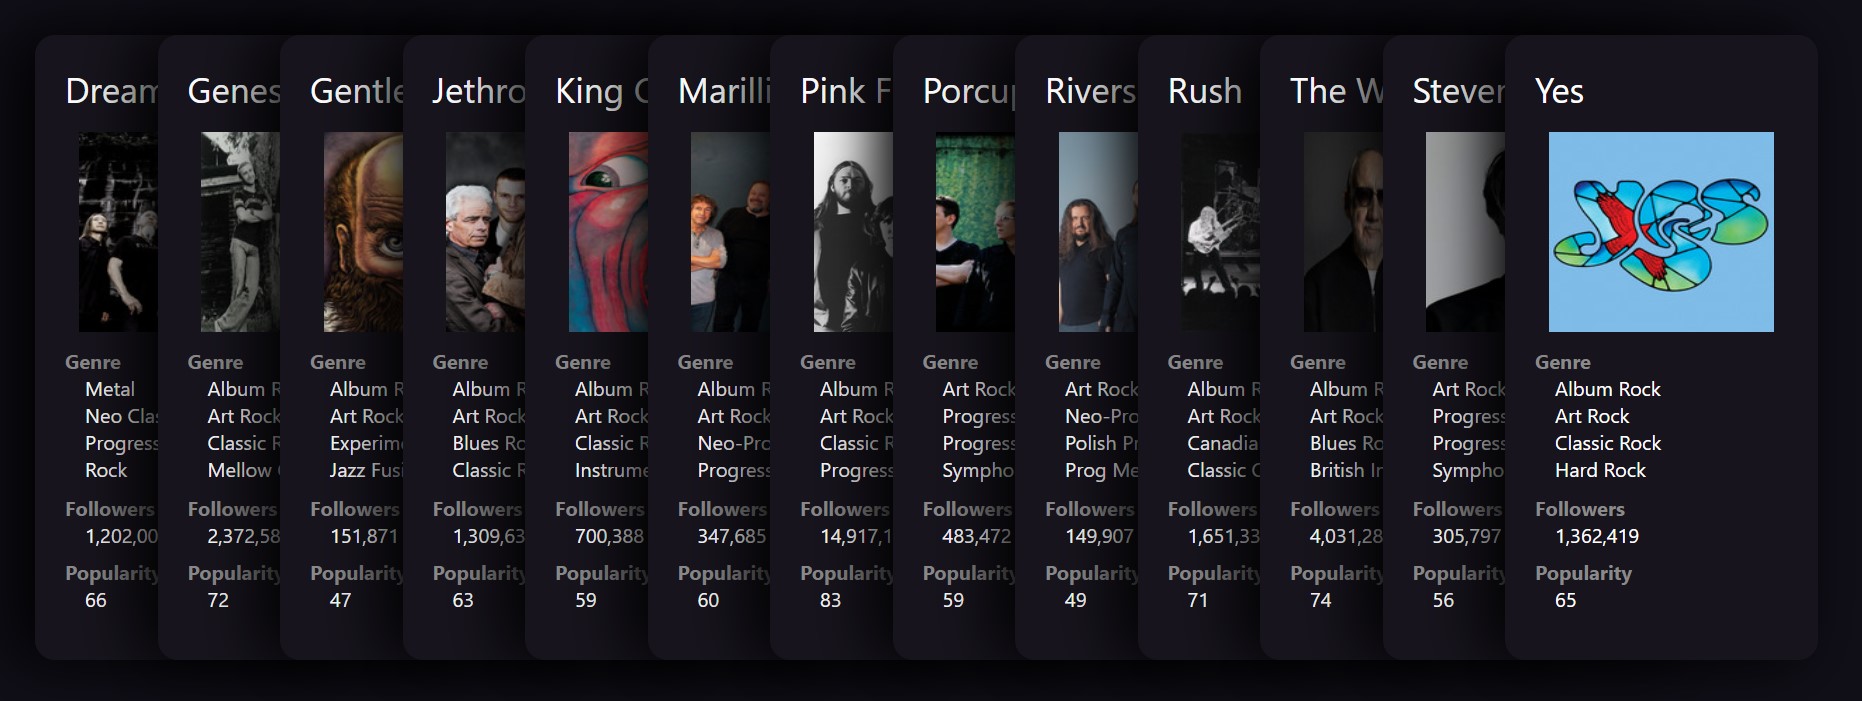 Dream
Genre
Metal
Neo Clas
Progress
Rock
Followers
1,202,00
Popularity
66
Genes
Genre
Album R
Art Rock
Classic R
Mellow
Followers
2,372,58
Popularity
72
Gentle
Genre
Album R
Art Rock
Experim
Jazz Fusi
Followers
151,871
Popularity
47
Jethro
Genre
Album R
Art Rock
Blues Ro
Classic R
Followers
1,309,63
Popularity
63
King C
Genre
Album R
Art Rock
Classic R
Instrume
Followers
700,388
Popularity
59
Marilli
Genre
Album R
Art Rock
Neo-Pro
Progress
Followers
347,685
Popularity
60
Pink F
Genre
Album R
Art Rock
Classic R
Progress
Followers
14,917,1
Popularity
83
Porcup
Genre
Art Rock
Progress
Progress
Sympho
Followers
483,472
Popularity
59
Rivers
Genre
Art Rock
Neo-Pro
Polish Pr
Prog Me
Followers
149,907
Popularity
49
Rush
Genre
Album R
Art Rock
Canadia
Classic C
Followers
1,651,33
Popularity
71
The W
Genre
Album R
Art Rock
Blues Ro
British In
Followers
4,031,28
Popularity
74
Steven
Genre
Art Rock
Progress
Progress
Sympho
Followers
305,797
Popularity
56
Yes
Yes
Genre
Album Rock
Art Rock
Classic Rock
Hard Rock
Followers
1,362,419
Popularity
65